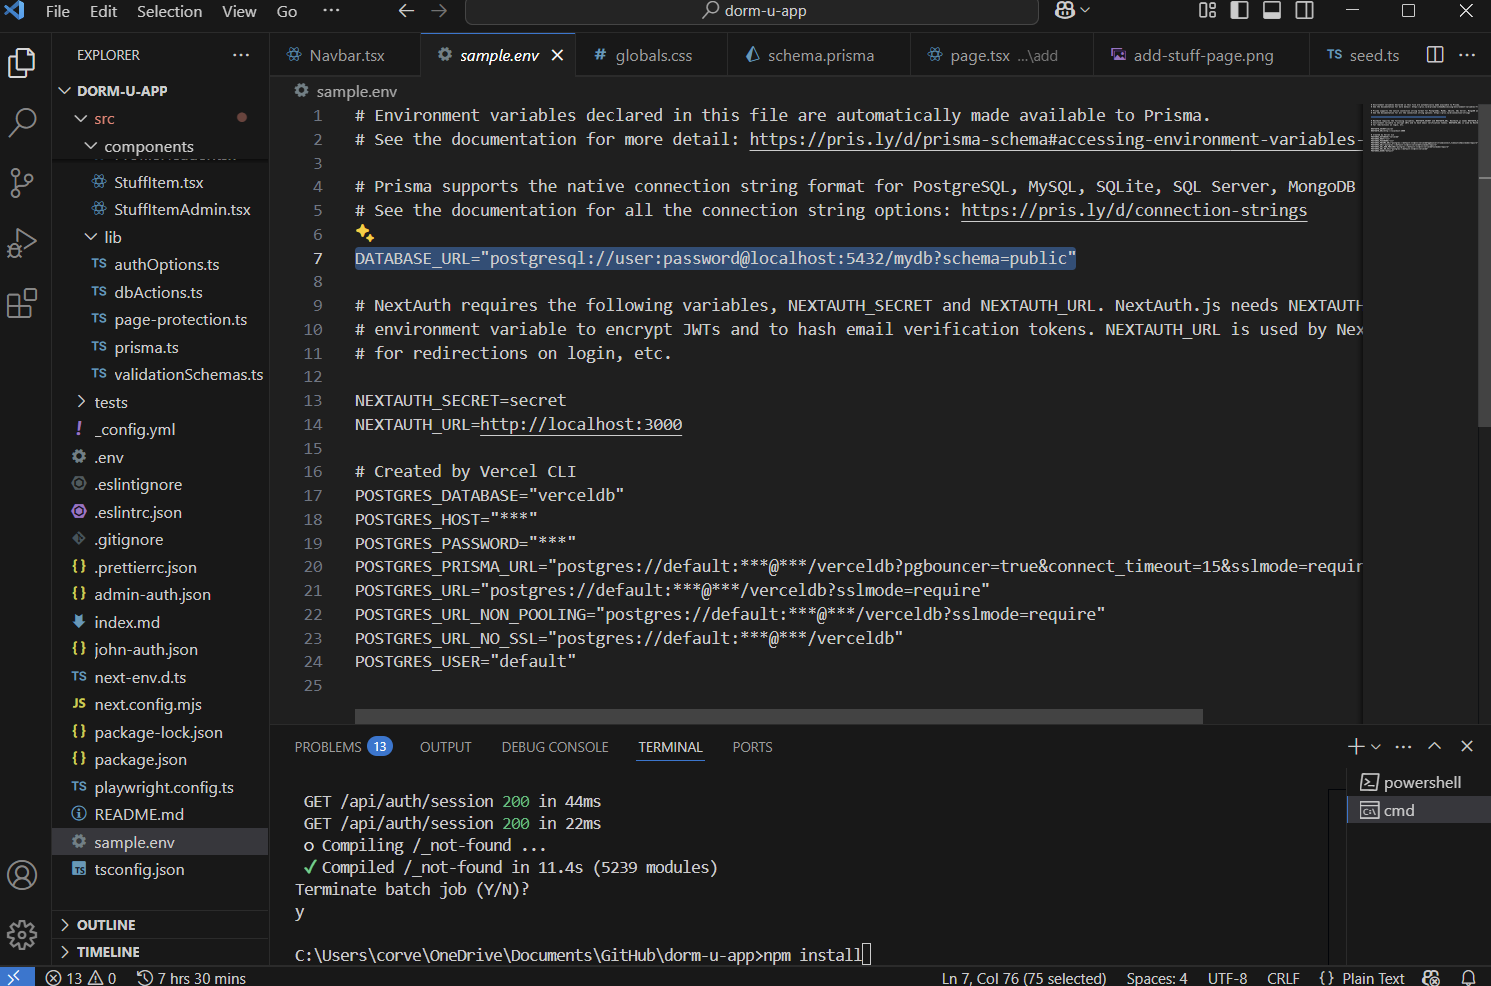 File Edit Selection View Go ··· dorm-u-app
EXPLORER ···
Navbar.tsx sample.env globals.css schema.prisma page.tsx ...\add add-stuff-page.png seed.ts ···
DORM-U-APP
src
components
StuffItem.tsx
StuffItemAdmin.tsx
lib
TS authOptions.ts
TS dbActions.ts
TS page-protection.ts
TS prisma.ts
TS validationSchemas.ts
tests
! _config.yml
.env
.eslintignore
.eslintrc.json
.gitignore
{} .prettierrc.json
{} admin-auth.json
index.md
{} john-auth.json
TS next-env.d.ts
JS next.config.mjs
{} package-lock.json
{} package.json
TS playwright.config.ts
README.md
sample.env
tsconfig.json
OUTLINE
TIMELINE
sample.env
1 # Environment variables declared in this file are automatically made available to Prisma.
2 # See the documentation for more detail: https://pris.ly/d/prisma-schema#accessing-environment-variables-
3
4 # Prisma supports the native connection string format for PostgreSQL, MySQL, SQLite, SQL Server, MongoDB
5 # See the documentation for all the connection string options: https://pris.ly/d/connection-strings
6
7 DATABASE_URL="postgresql://user:password@localhost:5432/mydb?schema=public"
8
9 # NextAuth requires the following variables, NEXTAUTH_SECRET and NEXTAUTH_URL. NextAuth.js needs NEXTAUTH
10 # environment variable to encrypt JWTs and to hash email verification tokens. NEXTAUTH_URL is used by Nex
11 # for redirections on login, etc.
12
13 NEXTAUTH_SECRET=secret
14 NEXTAUTH_URL=http://localhost:3000
15
16 # Created by Vercel CLI
17 POSTGRES_DATABASE="verceldb"
18 POSTGRES_HOST="***"
19 POSTGRES_PASSWORD="***"
20 POSTGRES_PRISMA_URL="postgres://default:***@***/verceldb?pgbouncer=true&connect_timeout=15&sslmode=requir
21 POSTGRES_URL="postgres://default:***@***/verceldb?sslmode=require"
22 POSTGRES_URL_NON_POOLING="postgres://default:***@***/verceldb?sslmode=require"
23 POSTGRES_URL_NO_SSL="postgres://default:***@***/verceldb"
24 POSTGRES_USER="default"
25
PROBLEMS 13 OUTPUT DEBUG CONSOLE TERMINAL PORTS
GET /api/auth/session 200 in 44ms
GET /api/auth/session 200 in 22ms
o Compiling /_not-found ...
✓ Compiled /_not-found in 11.4s (5239 modules)
Terminate batch job (Y/N)?
y
C:\Users\corve\OneDrive\Documents\GitHub\dorm-u-app>npm install
powershell
cmd
13 0 7 hrs 30 mins Ln 7, Col 76 (75 selected) Spaces: 4 UTF-8 CRLF {} Plain Text